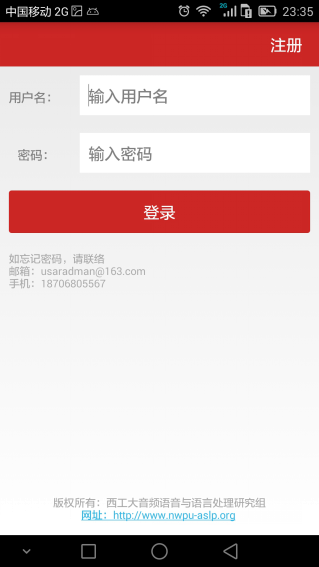 中国移动 2G 2G 23:35
注册
用户名： 输入用户名
密码： 输入密码
登录
如忘记密码，请联络
邮箱：usaradman@163.com
手机：18706805567
版权所有：西工大音频语音与语言处理研究组
网址：http://www.nwpu-aslp.org